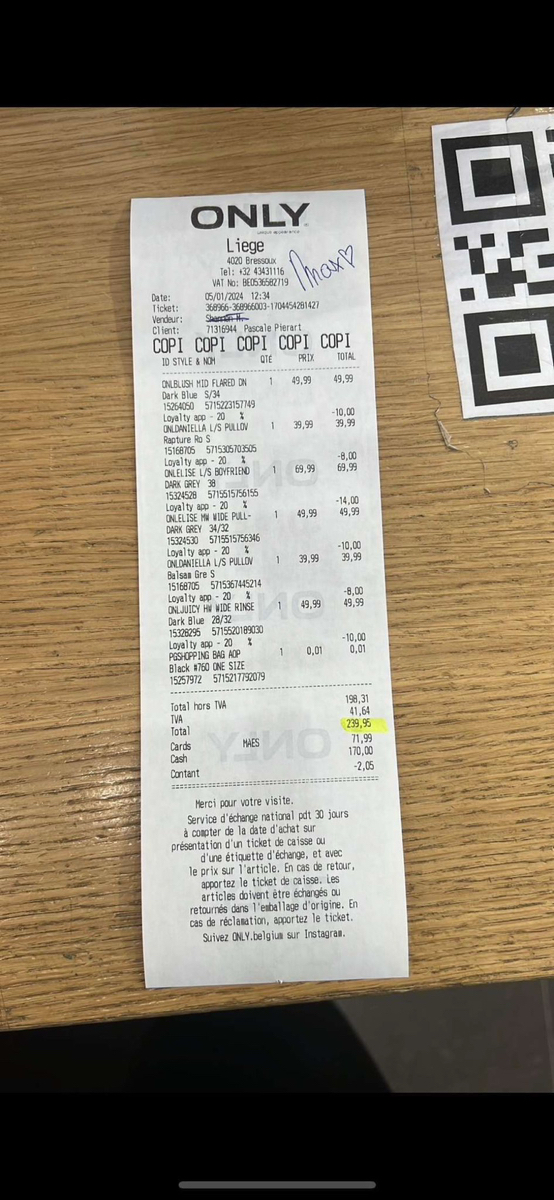 ONLY
Liege
4020 Bressoux
Tel: +32 43431116
VAT No: BE0536582719
Max♡
Date: 05/01/2024 12:34
Ticket: 368966-368966003-1704454281427
Vendeur:
Client: 71316944 Pascale Pierart
COPI COPI COPI COPI COPI
ID STYLE & NOM QTÉ PRIX TOTAL
ONLBLUSH MID FLARED DN 1 49,99 49,99
Dark Blue S/34
15264050 5715223157749
Loyalty app - 20 % -10,00
ONLDANIELLA L/S PULLOV 1 39,99 39,99
Rapture Ro S
15168705 5715305703505
Loyalty app - 20 % -8,00
ONLELISE L/S BOYFRIEND 1 69,99 69,99
DARK GREY 38
15324528 5715515756155
Loyalty app - 20 % -14,00
ONLELISE MW WIDE PULL- 1 49,99 49,99
DARK GREY 34/32
15324530 5715515756346
Loyalty app - 20 % -10,00
ONLDANIELLA L/S PULLOV 1 39,99 39,99
Balsam Gre S
15168705 5715367445214
Loyalty app - 20 % -8,00
ONLJUICY HW WIDE RINSE 1 49,99 49,99
Dark Blue 28/32
15328295 5715520189030
Loyalty app - 20 % -10,00
PGSHOPPING BAG AOP 1 0,01 0,01
Black #760 ONE SIZE
15257972 5715217792079
Total hors TVA 198,31
TVA 41,64
Total 239,95
Cards MAES 71,99
Cash 170,00
Contant -2,05
Merci pour votre visite.
Service d'échange national pdt 30 jours
à compter de la date d'achat sur
présentation d'un ticket de caisse ou
d'une étiquette d'échange, et avec
le prix sur l'article. En cas de retour,
apportez le ticket de caisse. Les
articles doivent être échangés ou
retournés dans l'emballage d'origine. En
cas de réclamation, apportez le ticket.
Suivez ONLY.belgium sur Instagram.